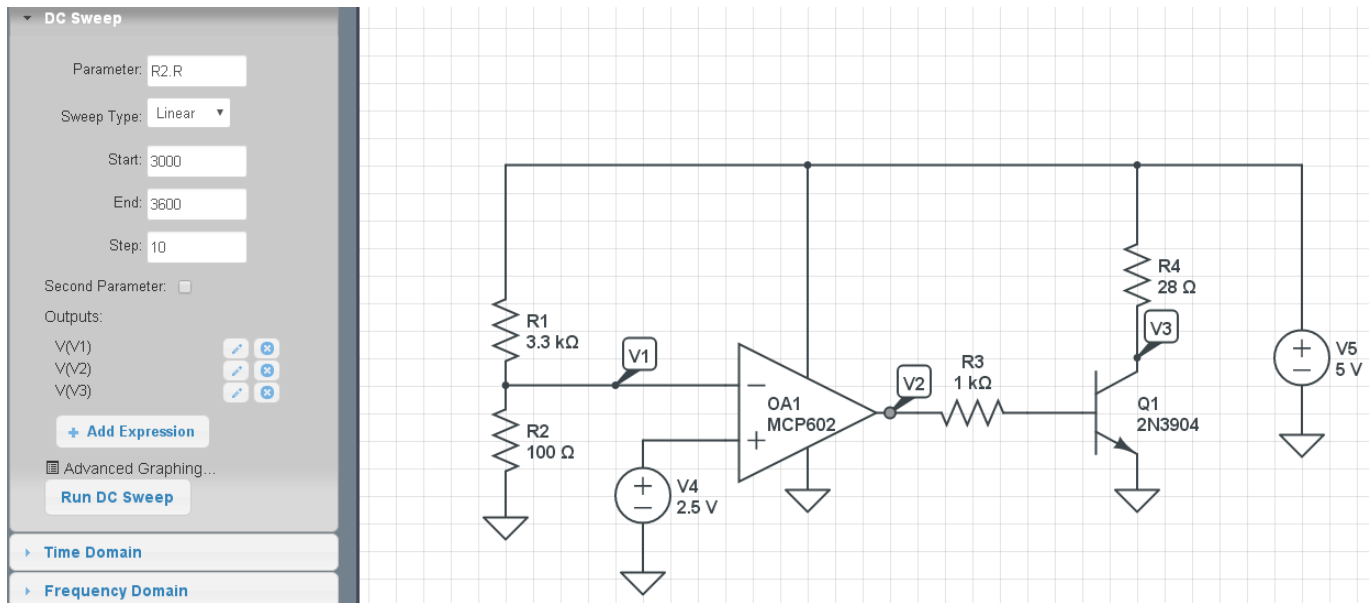 DC Sweep
Parameter: R2.R
Sweep Type: Linear
Start: 3000
End: 3600
Step: 10
Second Parameter:
Outputs:
V(V1)
V(V2)
V(V3)
+ Add Expression
Advanced Graphing...
Run DC Sweep
Time Domain
Frequency Domain
R1
3.3 kΩ
V1
R2
100 Ω
V4
2.5 V
OA1
MCP602
V2
R3
1 kΩ
R4
28 Ω
V3
Q1
2N3904
V5
5 V